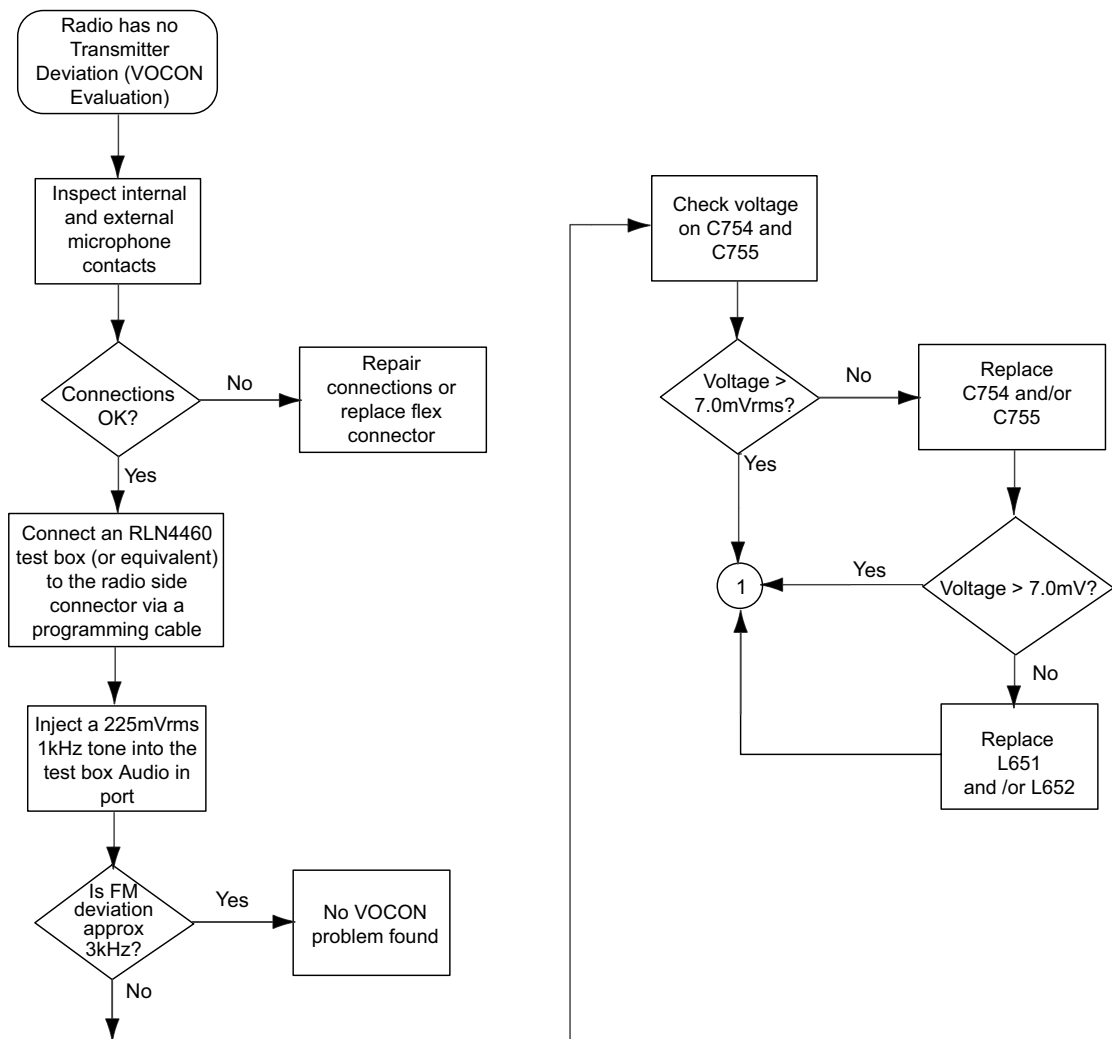 Radio has no
Transmitter
Deviation (VOCON
Evaluation)
Inspect internal
and external
microphone
contacts
Connections
OK?
No
Repair
connections or
replace flex
connector
Yes
Connect an RLN4460
test box (or equivalent)
to the radio side
connector via a
programming cable
Inject a 225mVrms
1kHz tone into the
test box Audio in
port
Is FM
deviation
approx
3kHz?
Yes
No VOCON
problem found
No
Check voltage
on C754 and
C755
Voltage >
7.0mVrms?
No
Replace
C754 and/or
C755
Yes
Voltage > 7.0mV?
Yes
1
No
Replace
L651
and /or L652